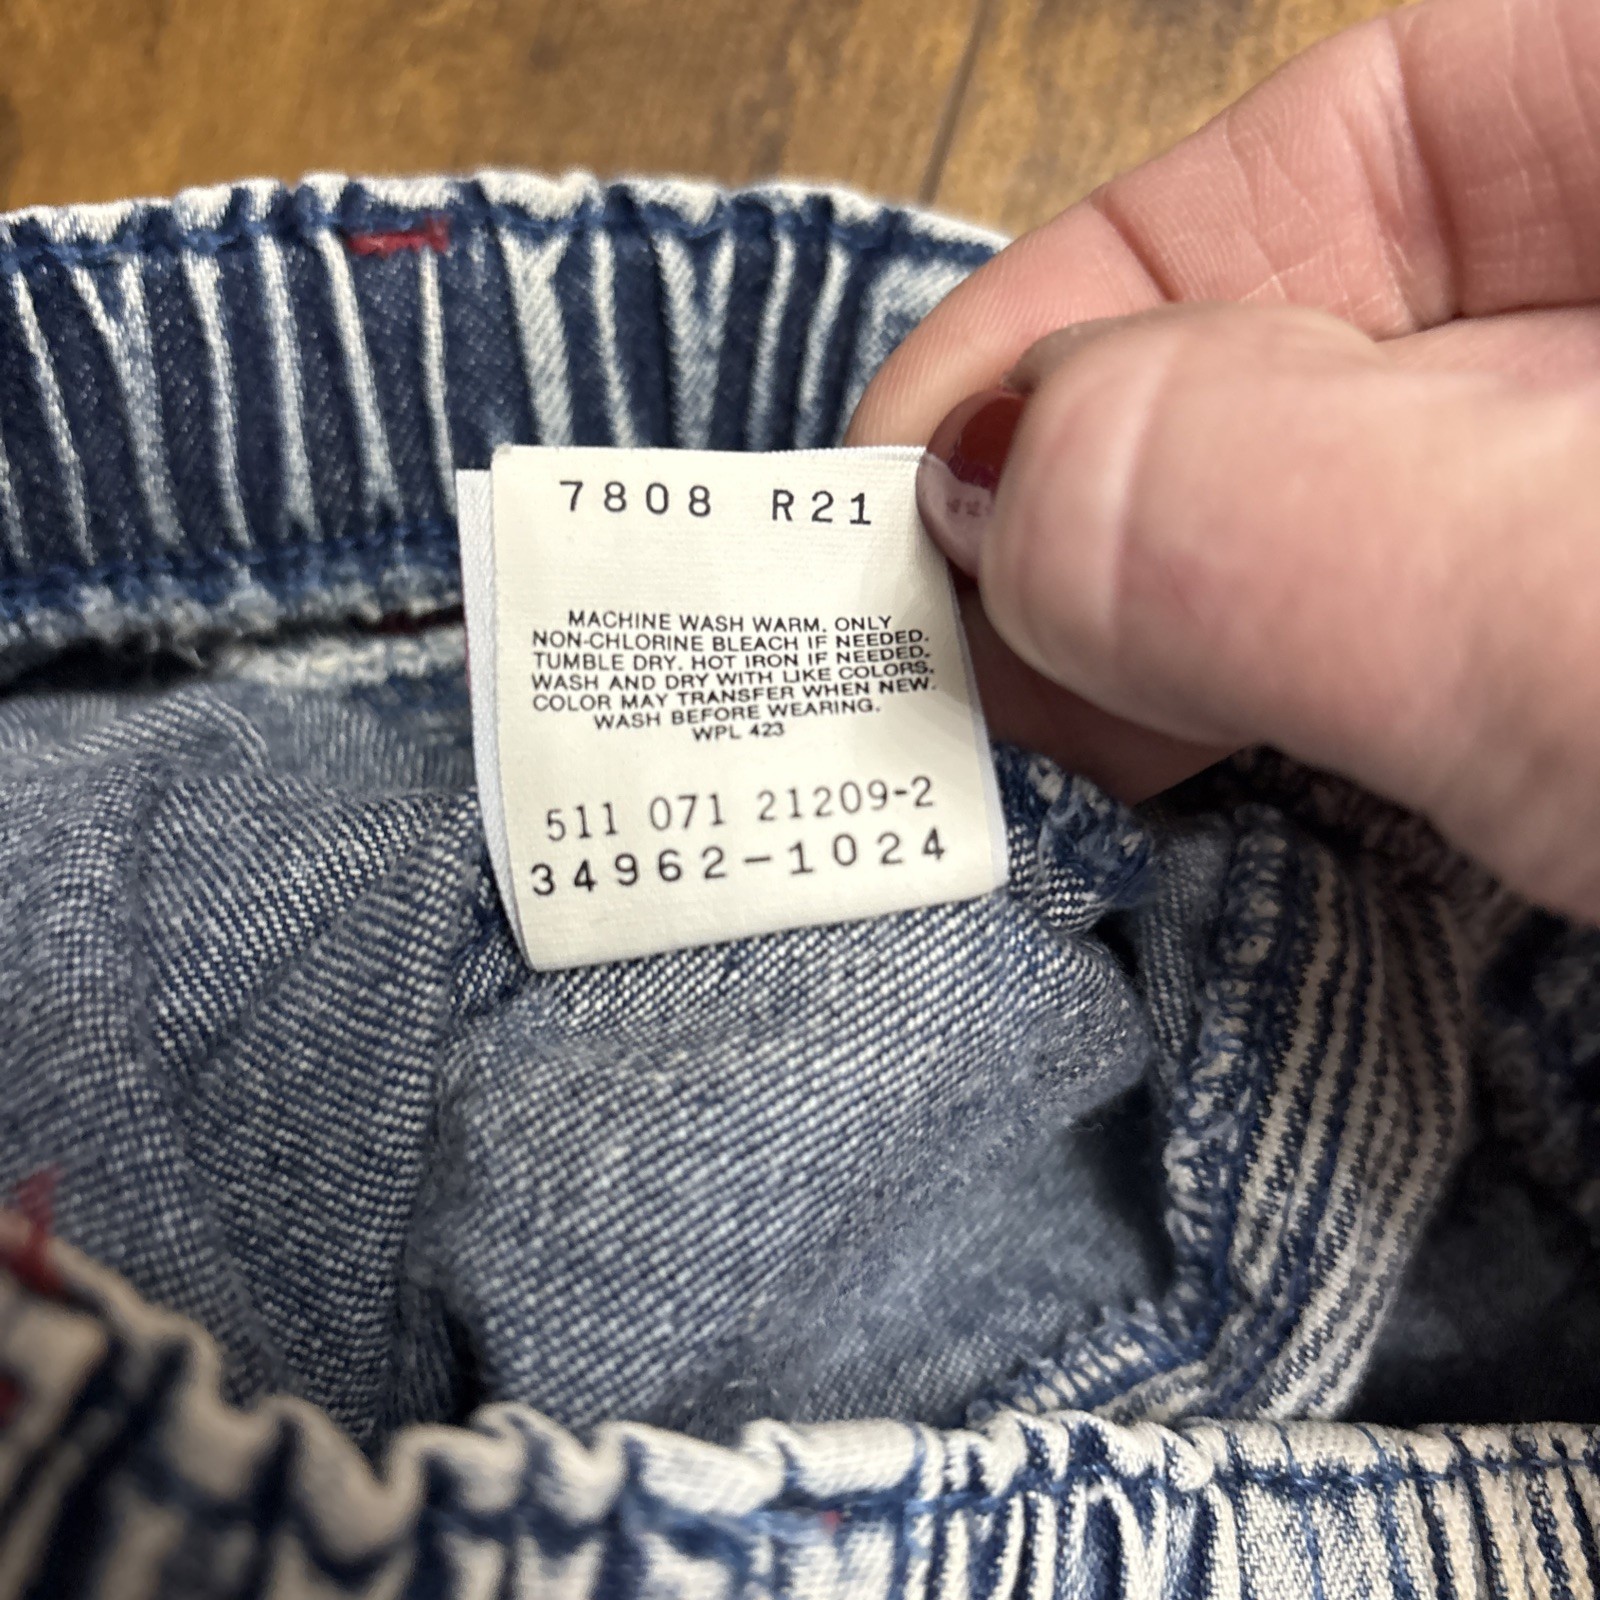 7808 R21
MACHINE WASH WARM. ONLY
NON-CHLORINE BLEACH IF NEEDED.
TUMBLE DRY. HOT IRON IF NEEDED.
WASH AND DRY WITH LIKE COLORS.
COLOR MAY TRANSFER WHEN NEW.
WASH BEFORE WEARING.
WPL 423
511 071 21209-2
34962-1024